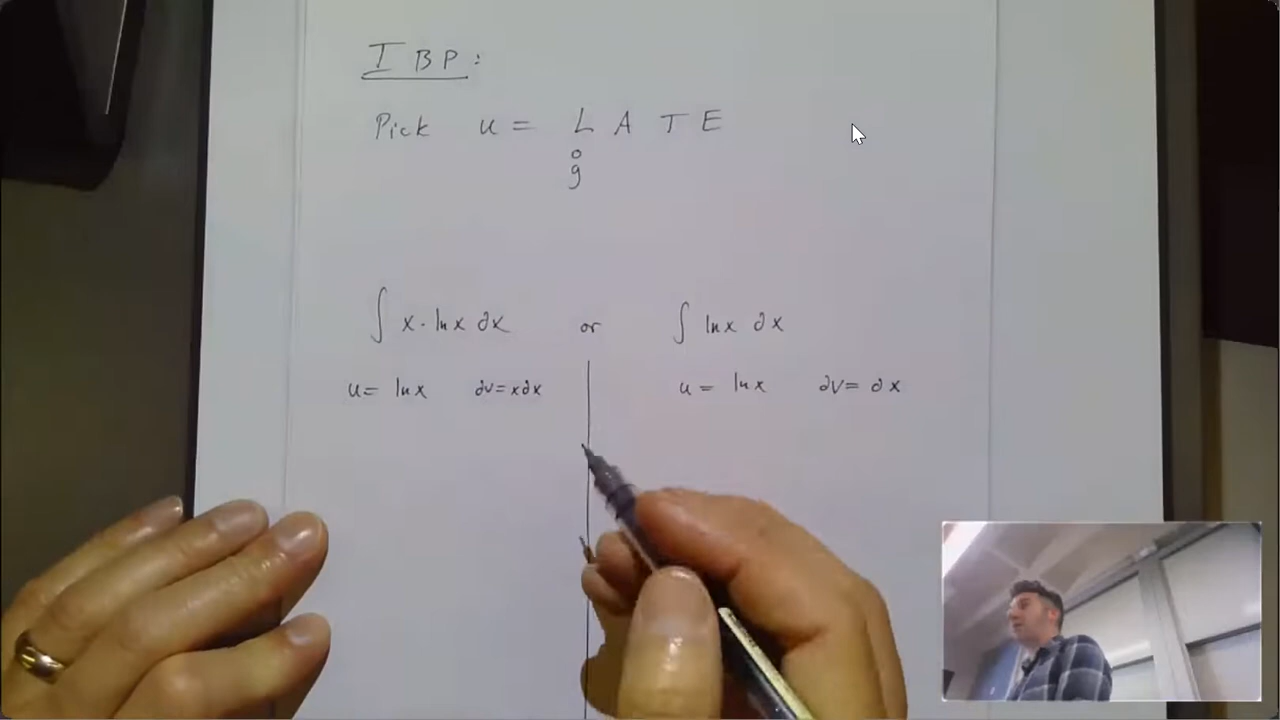 IBP:
Pick u = L A T E
o
g
∫ x · ln x ∂x or ∫ ln x ∂x
u = ln x ∂v = x∂x u = ln x ∂v = ∂x